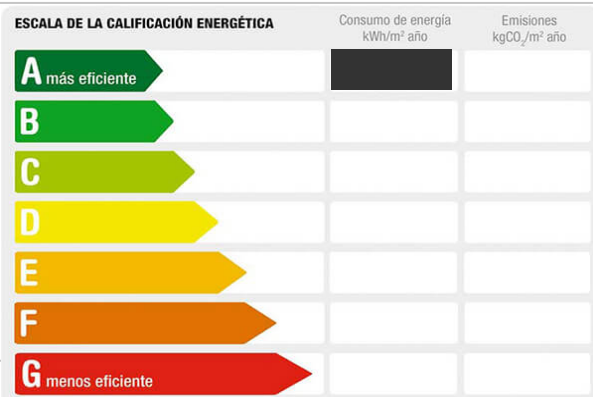 ESCALA DE LA CALIFICACIÓN ENERGÉTICA
Consumo de energía
kWh/m² año
Emisiones
kgCO₂/m² año
A más eficiente
B
C
D
E
F
G menos eficiente